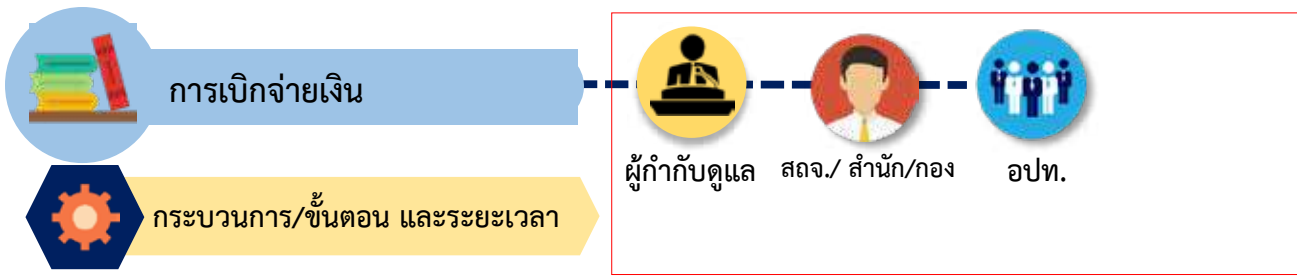 การเบิกจ่ายเงิน
ผู้กำกับดูแล
สถจ./ สำนัก/กอง
อปท.
กระบวนการ/ขั้นตอน และระยะเวลา